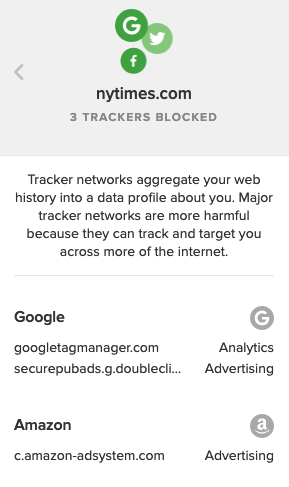 nytimes.com
3 TRACKERS BLOCKED
Tracker networks aggregate your web
history into a data profile about you. Major
tracker networks are more harmful
because they can track and target you
across more of the internet.
Google
googletagmanager.com Analytics
securepubads.g.doublecli... Advertising
Amazon
c.amazon-adsystem.com Advertising